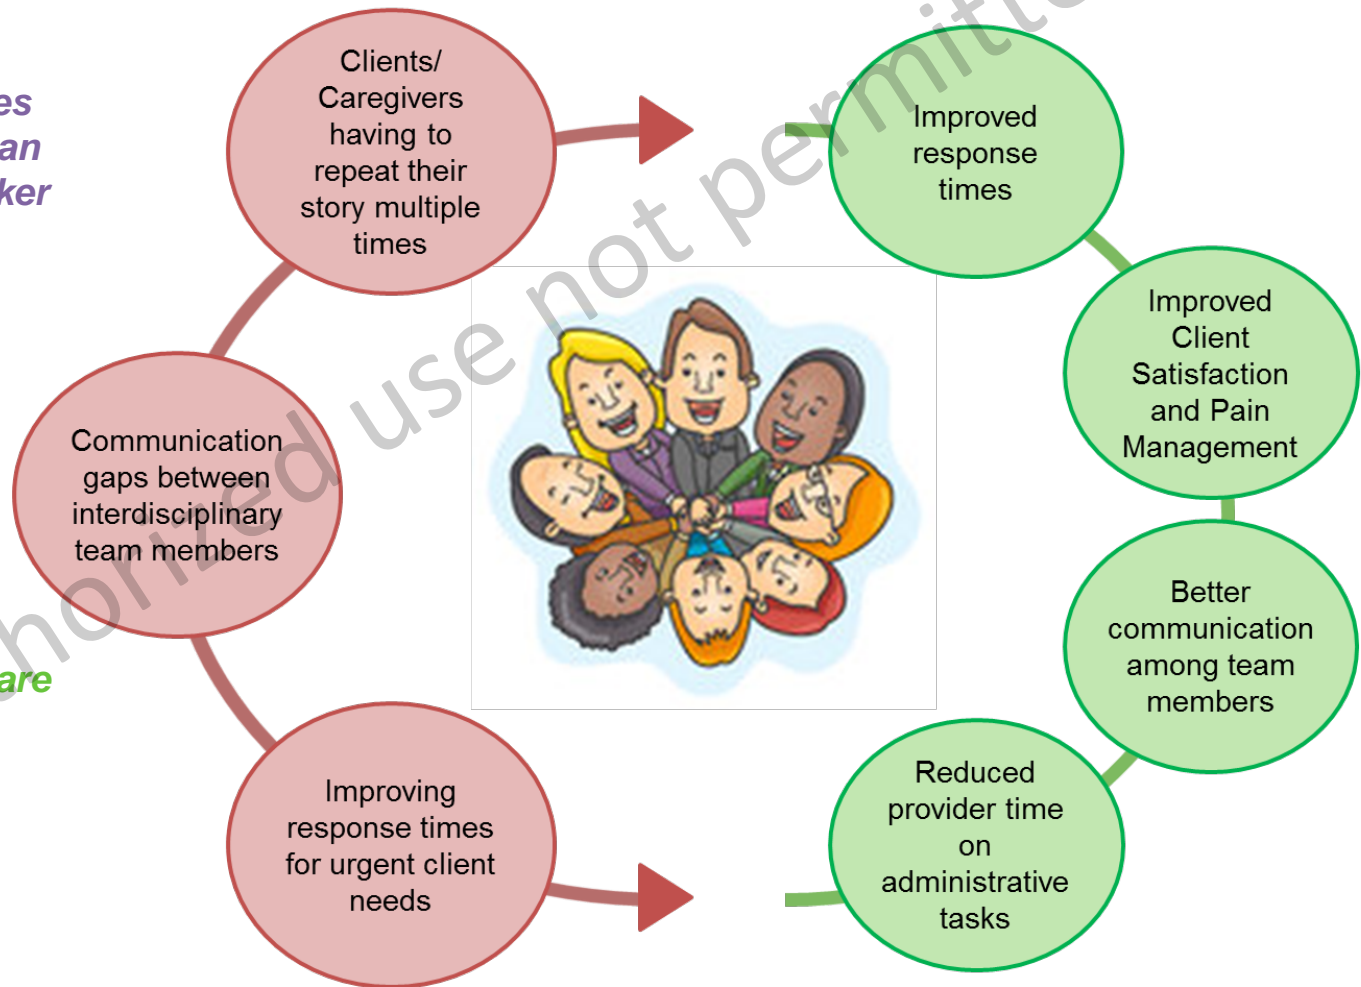 Clients/
Caregivers
having to
repeat their
story multiple
times
Communication
gaps between
interdisciplinary
team members
Improving
response times
for urgent client
needs
Improved
response
times
Improved
Client
Satisfaction
and Pain
Management
Better
communication
among team
members
Reduced
provider time
on
administrative
tasks
use not